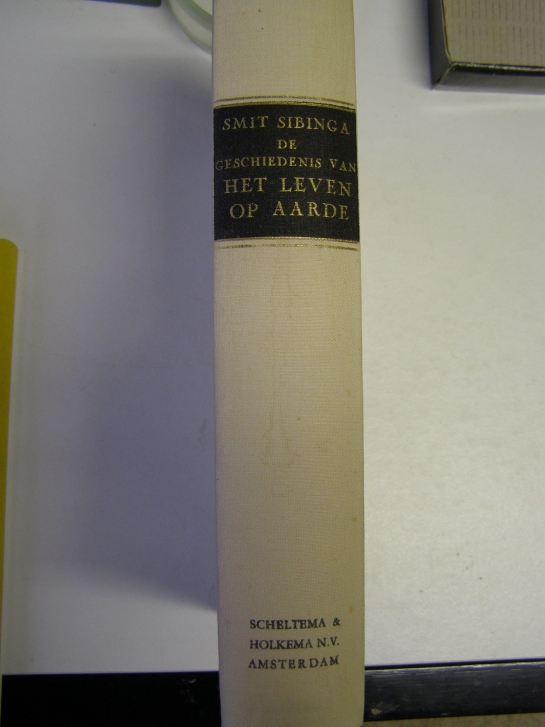 SMIT SIBINGA
DE
GESCHIEDENIS VAN
HET LEVEN
OP AARDE
SCHELTEMA &
HOLKEMA N.V.
AMSTERDAM